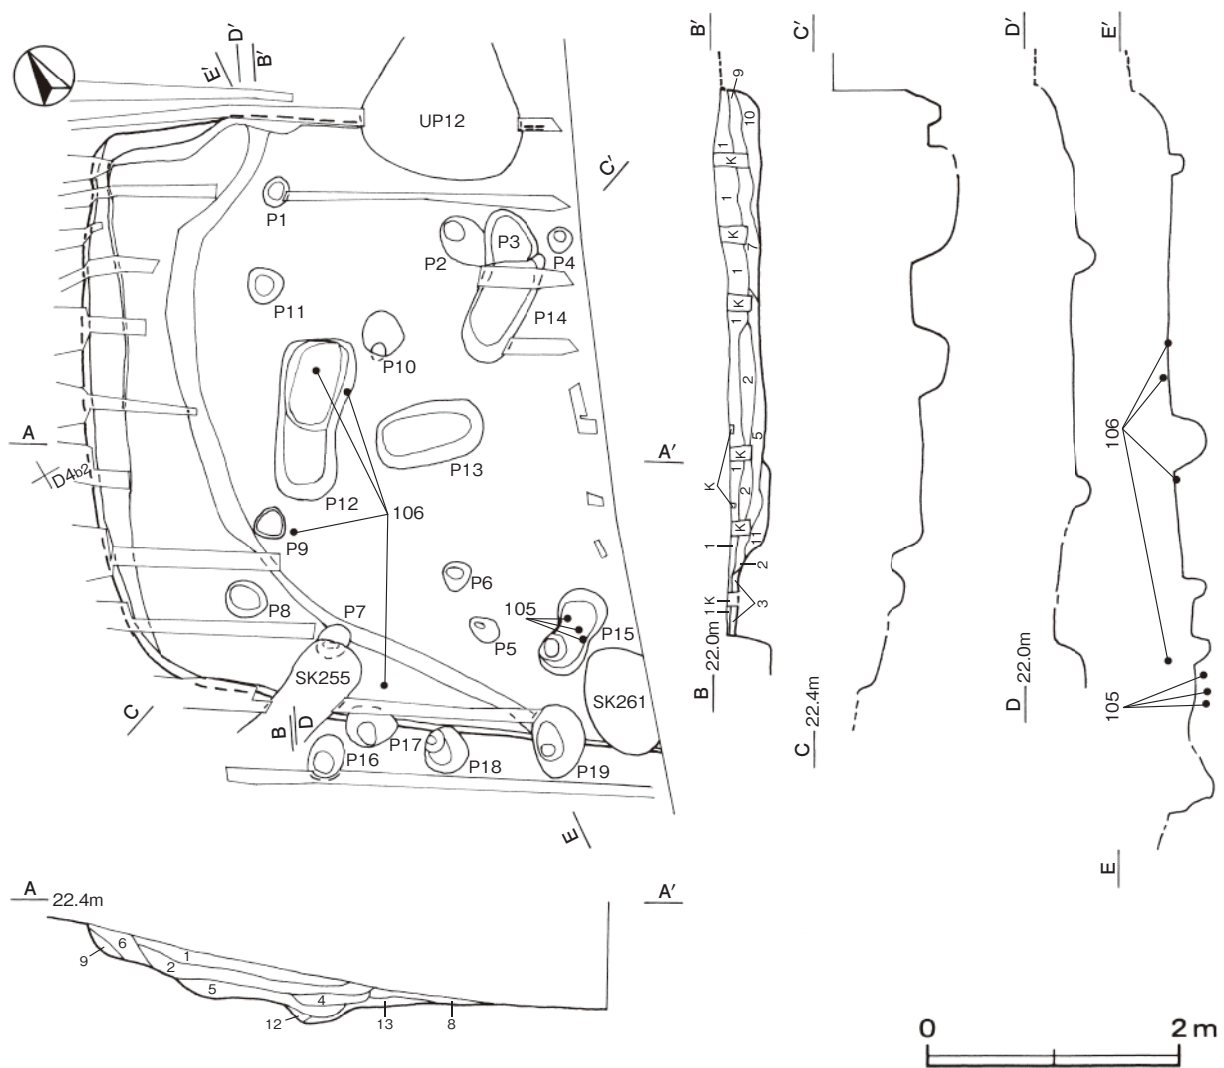 D′
E′
B′
UP12
C′
P1
P2
P3
P4
P11
P14
P10
A
D4b2
P13
A′
P12
106
P9
P6
P8
P7
105
P15
P5
SK255
SK261
C
B
D
P17
P16
P18
P19
E
B′
9
10
1
K
1
K
7
1
K
1
2
5
K
K
1
2
K
11
1
2
K
3
1
B 22.0m
C′
C 22.4m
D′
D 22.0m
E′
106
105
E
A 22.4m
A′
6
9
1
2
5
4
12
13
8
0 2 m